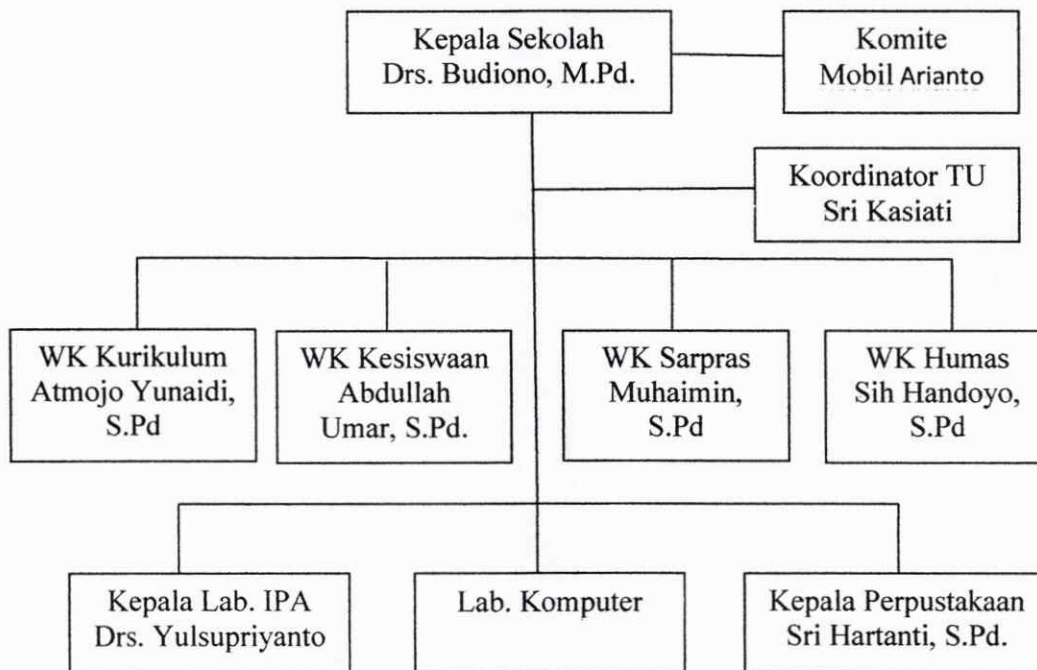 Kepala Sekolah
Drs. Budiono, M.Pd.
Komite
Mobil Arianto
Koordinator TU
Sri Kasiati
WK Kurikulum
Atmojo Yunaidi,
S.Pd
WK Kesiswaan
Abdullah
Umar, S.Pd.
WK Sarpras
Muhaimin,
S.Pd
WK Humas
Sih Handoyo,
S.Pd
Kepala Lab. IPA
Drs. Yulsupriyanto
Lab. Komputer
Kepala Perpustakaan
Sri Hartanti, S.Pd.